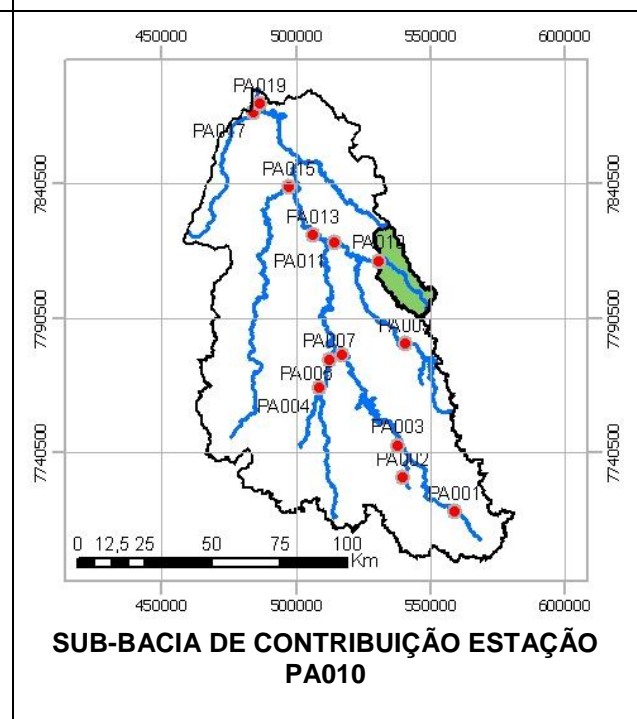 450000 500000 550000 600000
PA019
PA017
7840500 7840500
PA015
PA013
PA010
PA011
7790500 7790500
PA007
PA005
PA004
PA003
7740500 7740500
PA002
PA001
0 12,5 25 50 75 100
Km
450000 500000 550000 600000
SUB-BACIA DE CONTRIBUIÇÃO ESTAÇÃO
PA010